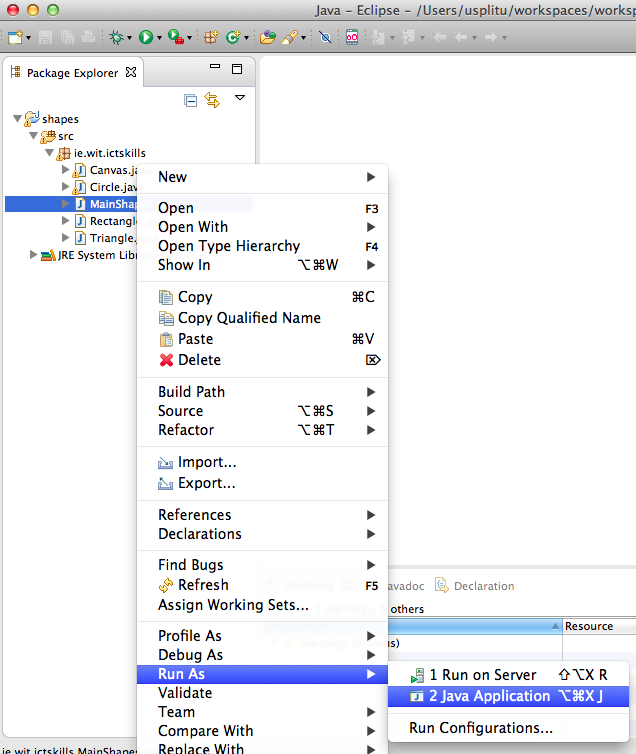 Java – Eclipse – /Users/usplitu/workspaces/worksp
Package Explorer
shapes
src
ie.wit.ictskills
Canvas.ja
Circle.java
MainShap
Rectangle
Triangle.
JRE System Libr
New
Open F3
Open With
Open Type Hierarchy F4
Show In ⌥⌘W
Copy ⌘C
Copy Qualified Name
Paste ⌘V
Delete ⌦
Build Path
Source ⌥⌘S
Refactor ⌥⌘T
Import...
Export...
References
Declarations
Find Bugs
Refresh F5
Assign Working Sets...
Profile As
Debug As
Run As
Validate
Team
Compare With
Replace With
avadoc Declaration
others
Resource
1 Run on Server ⇧⌥X R
2 Java Application ⌥⌘X J
Run Configurations...
ie.wit.ictskills.MainShapes